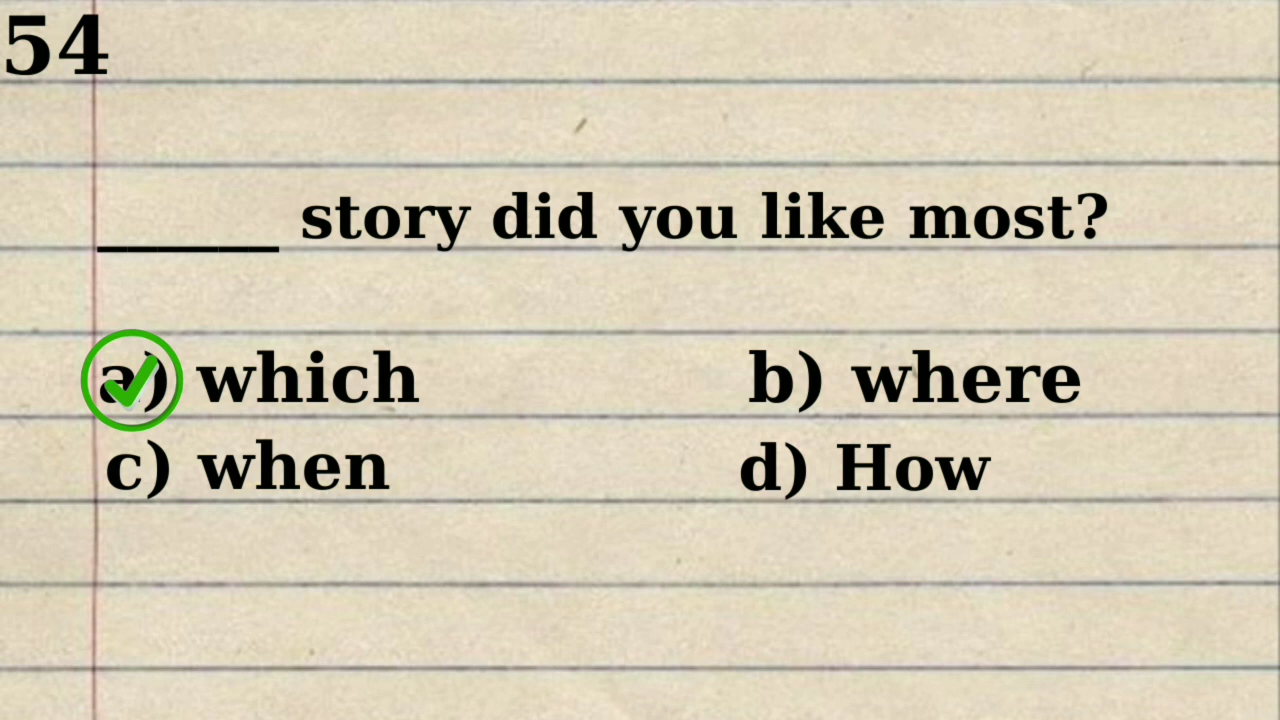 54
______ story did you like most?
a) which b) where
c) when d) How